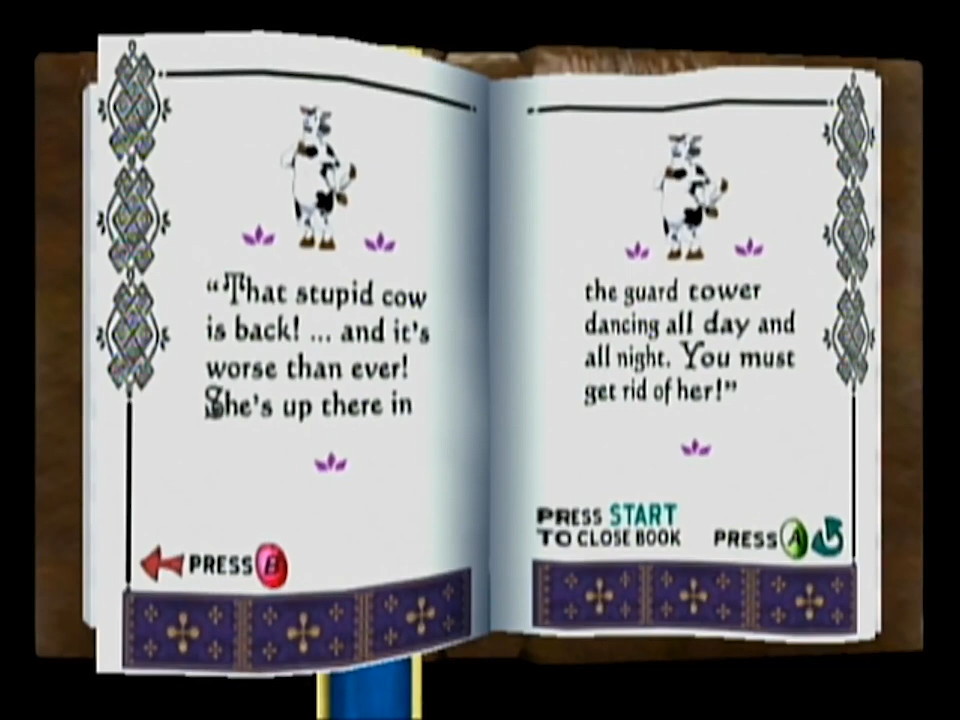 “That stupid cow
is back! ... and it's
worse than ever!
She's up there in
PRESS B
the guard tower
dancing all day and
all night. You must
get rid of her!”
PRESS START
TO CLOSE BOOK
PRESS A